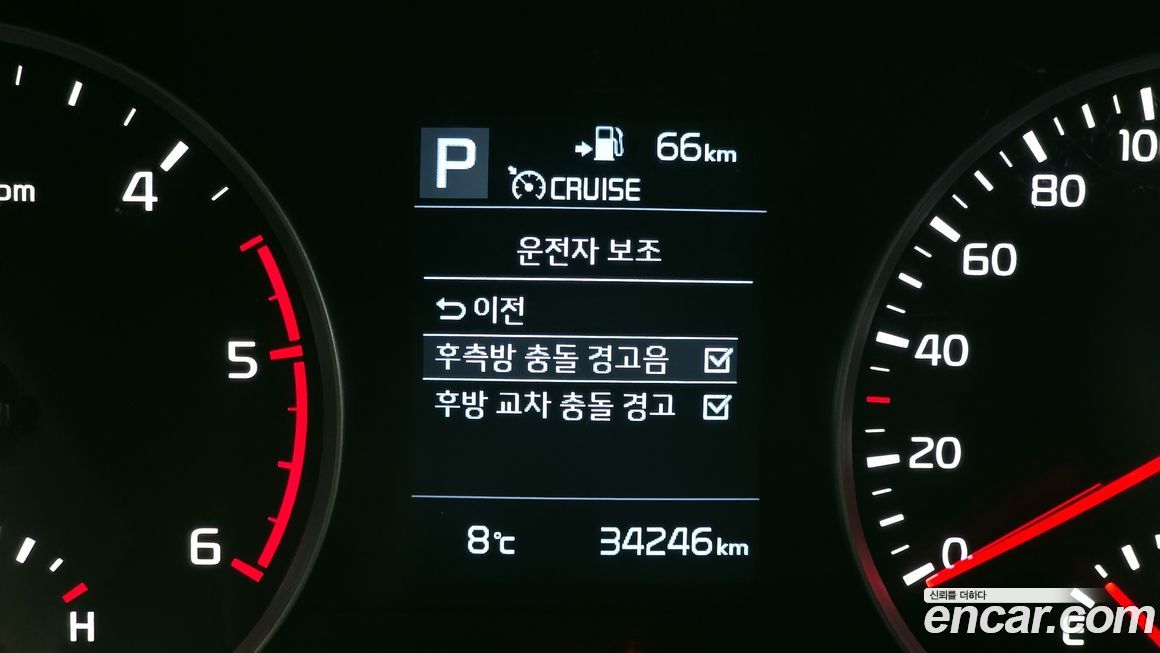 P
66km
CRUISE
운전자 보조
이전
후측방 충돌 경고음
후방 교차 충돌 경고
8℃
34246km
4
5
6
H
80
60
40
20
0
E
신뢰를 더하다
encar.com